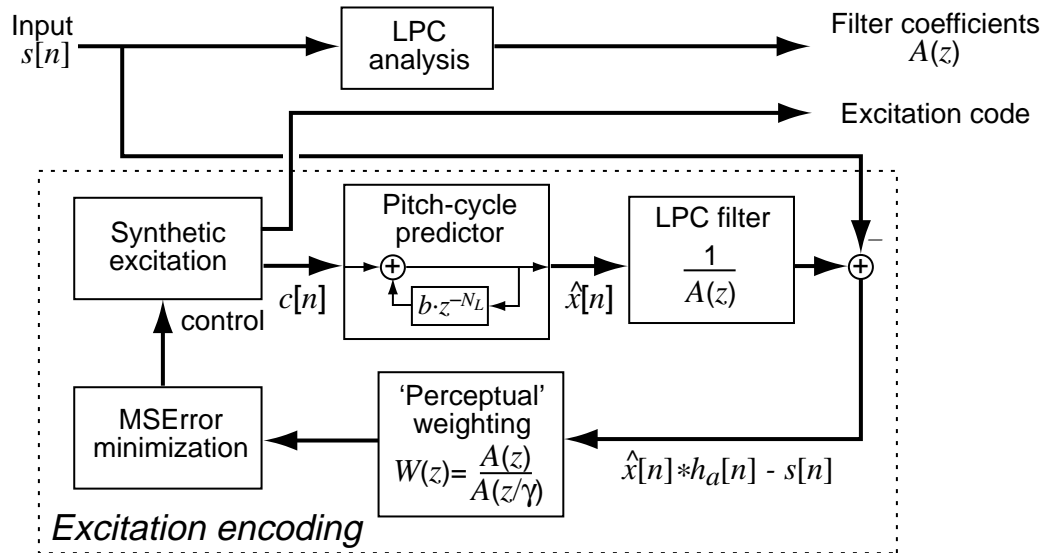 Input
s[n]
LPC
analysis
Filter coefficients
A(z)
Excitation code
Synthetic
excitation
c[n]
control
Pitch-cycle
predictor
+
b·z^{-N_L}
x̂[n]
LPC filter
1
A(z)
–
+
MSError
minimization
‘Perceptual’
weighting
W(z)= A(z)
A(z/γ)
x̂[n]*h_a[n] - s[n]
Excitation encoding